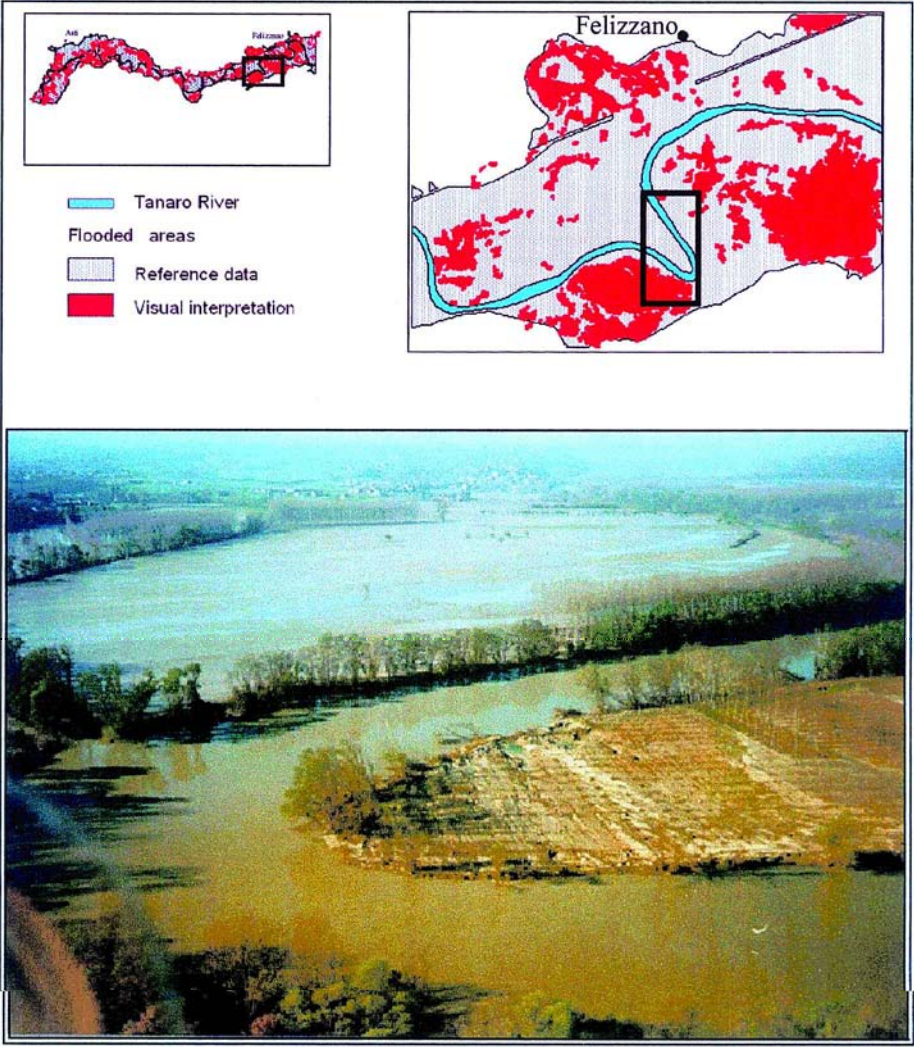 Asti
Felizzano
Felizzano
Tanaro River
Flooded areas
Reference data
Visual interpretation